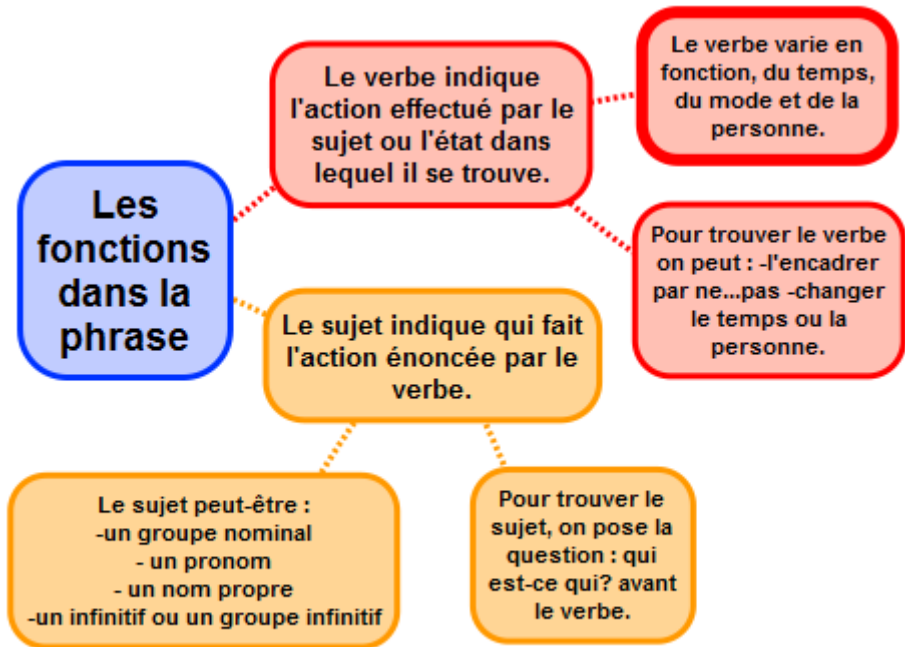 Les
fonctions
dans la
phrase
Le verbe indique
l'action effectué par le
sujet ou l'état dans
lequel il se trouve.
Le verbe varie en
fonction, du temps,
du mode et de la
personne.
Pour trouver le verbe
on peut : -l'encadrer
par ne...pas -changer
le temps ou la
personne.
Le sujet indique qui fait
l'action énoncée par le
verbe.
Le sujet peut-être :
-un groupe nominal
- un pronom
- un nom propre
-un infinitif ou un groupe infinitif
Pour trouver le
sujet, on pose la
question : qui
est-ce qui? avant
le verbe.